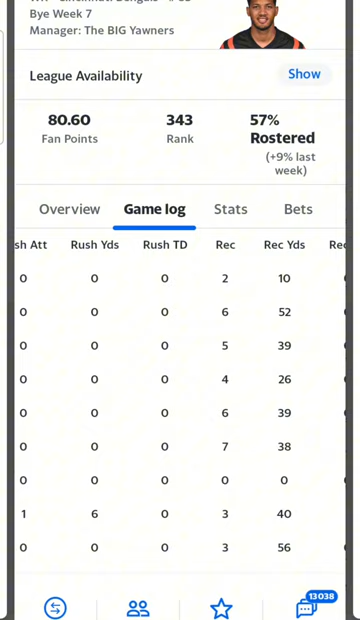 Bye Week 7
Manager: The BIG Yawners
League Availability
Show
80.60
Fan Points
343
Rank
57%
Rostered
(+9% last
week)
Overview Game log Stats Bets
sh Att Rush Yds Rush TD Rec Rec Yds Rec
0 0 0 2 10
0 0 0 6 52
0 0 0 5 39
0 0 0 4 26
0 0 0 6 39
0 0 0 7 38
0 0 0 0 0
1 6 0 3 40
0 0 0 3 56
13038